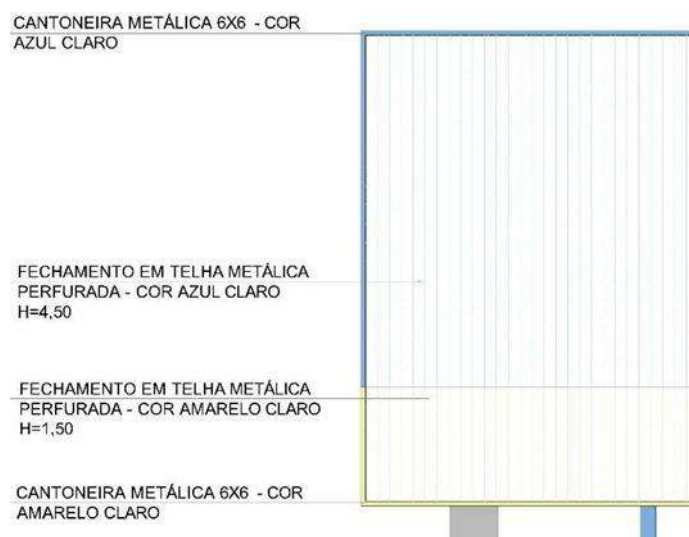 CANTONEIRA METÁLICA 6X6 - COR
AZUL CLARO
FECHAMENTO EM TELHA METÁLICA
PERFURADA - COR AZUL CLARO
H=4,50
FECHAMENTO EM TELHA METÁLICA
PERFURADA - COR AMARELO CLARO
H=1,50
CANTONEIRA METÁLICA 6X6 - COR
AMARELO CLARO